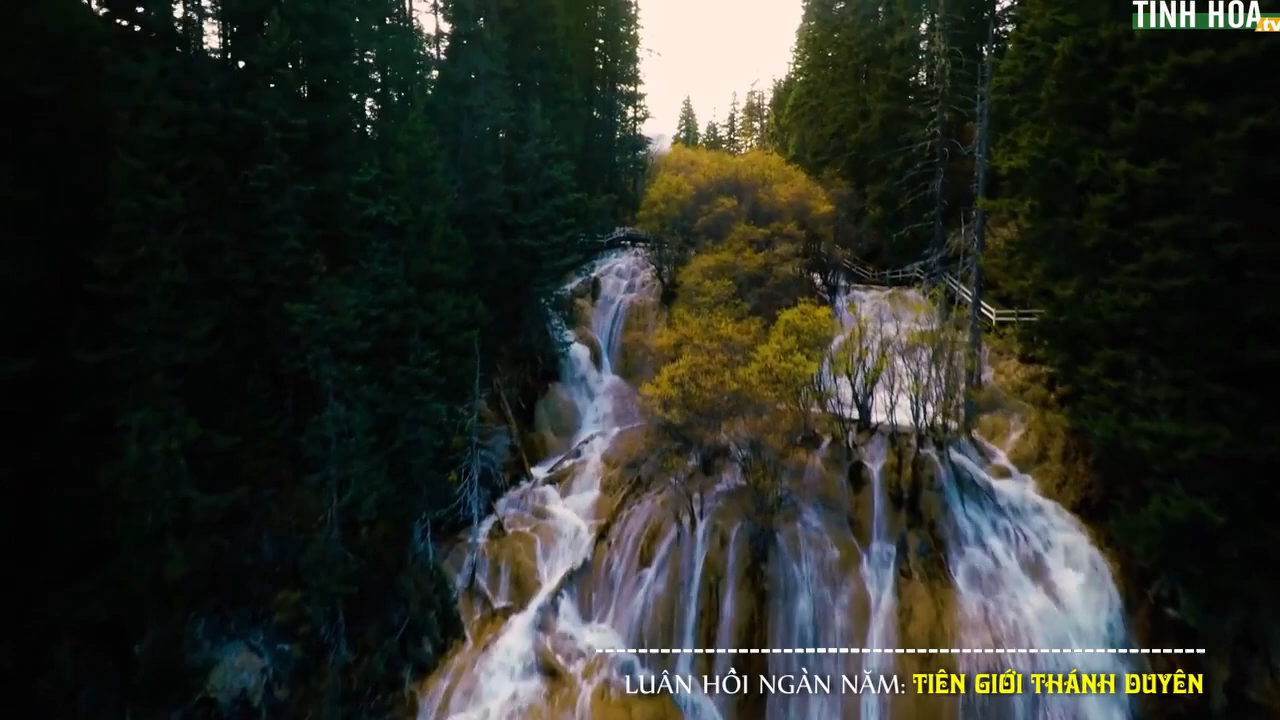 TINH HOA
.tv
LUÂN HỒI NGÀN NĂM: TIÊN GIỚI THÁNH DUYÊN